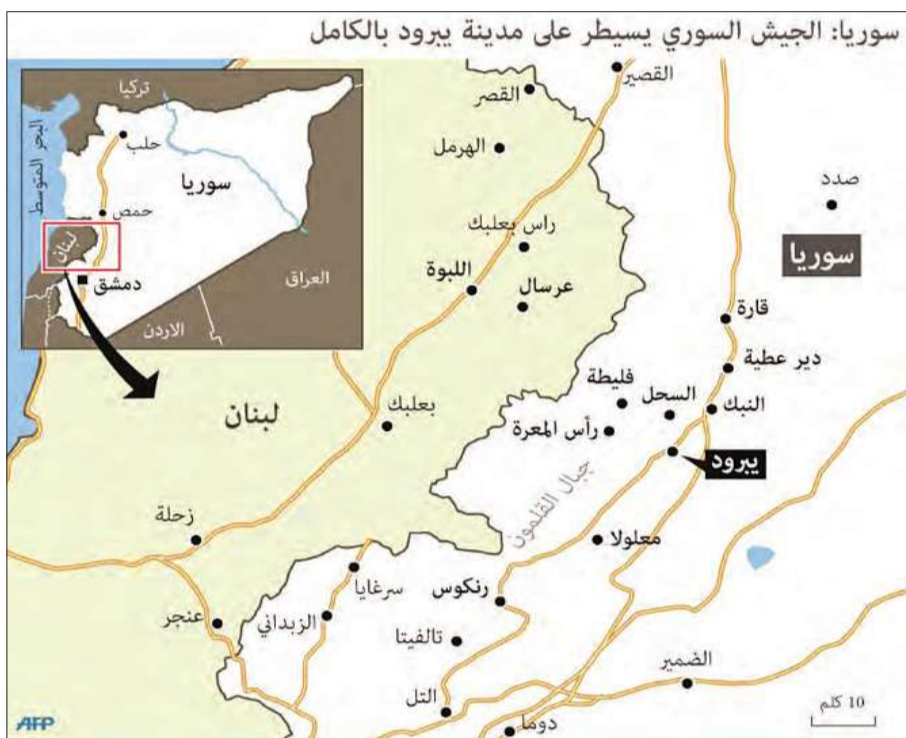 سوريا: الجيش السوري يسيطر على مدينة يبرود بالكامل
تركيا
البحر المتوسط
حلب
سوريا
حمص
لبنان
دمشق
العراق
الاردن
القصير
القصر
الهرمل
صدد
راس بعلبك
سوريا
اللبوة
عرسال
قارة
دير عطية
فليطة
السحل
النبك
لبنان
بعلبك
رأس المعرة
يبرود
جبال القلمون
زحلة
معلولا
سرغايا
رنكوس
عنجر
الزبداني
تالفيتا
الضمير
التل
دوما
10 كلم
AFP